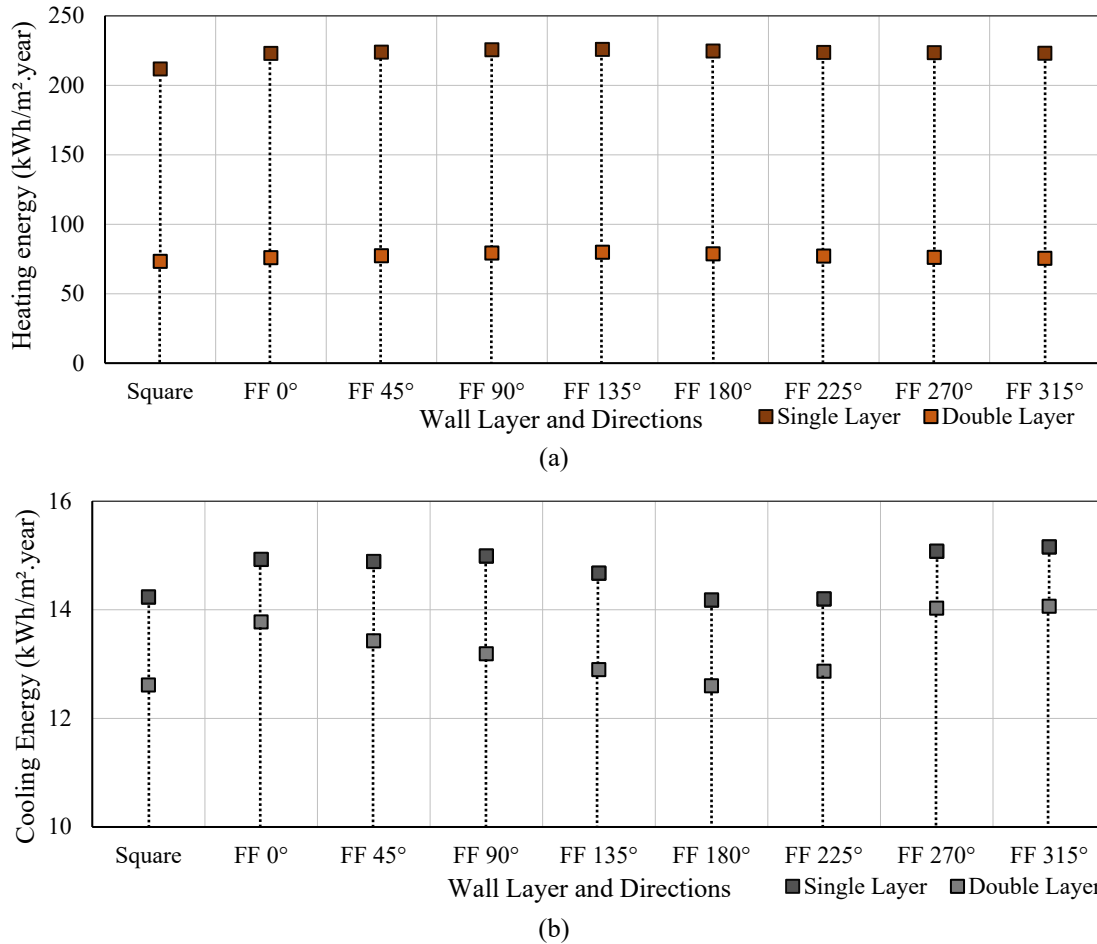 Heating energy (kWh/m².year)
250
200
150
100
50
0
Square FF 0° FF 45° FF 90° FF 135° FF 180° FF 225° FF 270° FF 315°
Wall Layer and Directions
Single Layer Double Layer
(a)
Cooling Energy (kWh/m².year)
16
14
12
10
Square FF 0° FF 45° FF 90° FF 135° FF 180° FF 225° FF 270° FF 315°
Wall Layer and Directions
Single Layer Double Layer
(b)